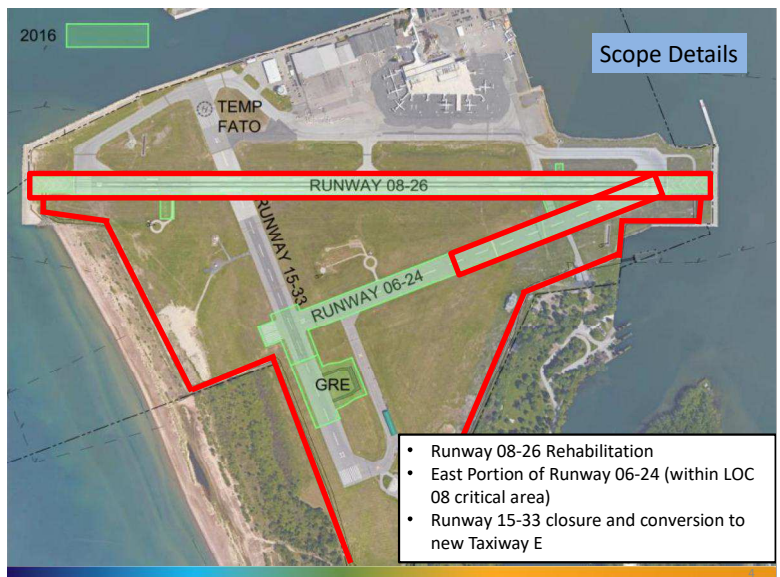 2016
Scope Details
TEMP
FATO
RUNWAY 08-26
RUNWAY 15-33
RUNWAY 06-24
GRE
• Runway 08-26 Rehabilitation
• East Portion of Runway 06-24 (within LOC
08 critical area)
• Runway 15-33 closure and conversion to
new Taxiway E
4